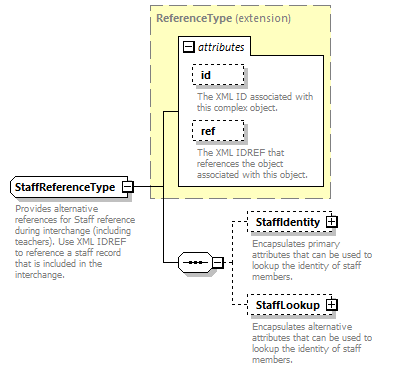 ReferenceType (extension)
attributes
id
The XML ID associated with
this complex object.
ref
The XML IDREF that
references the object
associated with this object.
StaffReferenceType
Provides alternative
references for Staff reference
during interchange (including
teachers). Use XML IDREF
to reference a staff record
that is included in the
interchange.
StaffIdentity
Encapsulates primary
attributes that can be used to
lookup the identity of staff
members.
StaffLookup
Encapsulates alternative
attributes that can be used to
lookup the identity of staff
members.